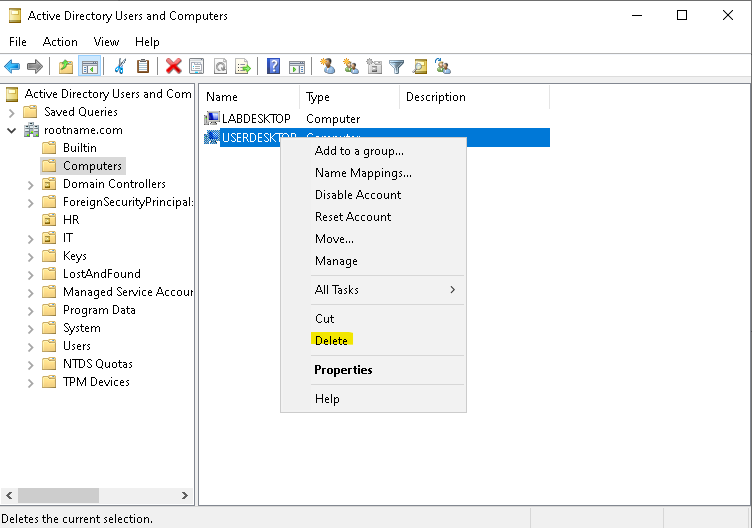 Active Directory Users and Computers
File Action View Help
Active Directory Users and Com
Saved Queries
rootname.com
Builtin
Computers
Domain Controllers
ForeignSecurityPrincipals
HR
IT
Keys
LostAndFound
Managed Service Accour
Program Data
System
Users
NTDS Quotas
TPM Devices
Name Type Description
LABDESKTOP Computer
USERDESKTOP Computer
Add to a group...
Name Mappings...
Disable Account
Reset Account
Move...
Manage
All Tasks
Cut
Delete
Properties
Help
Deletes the current selection.